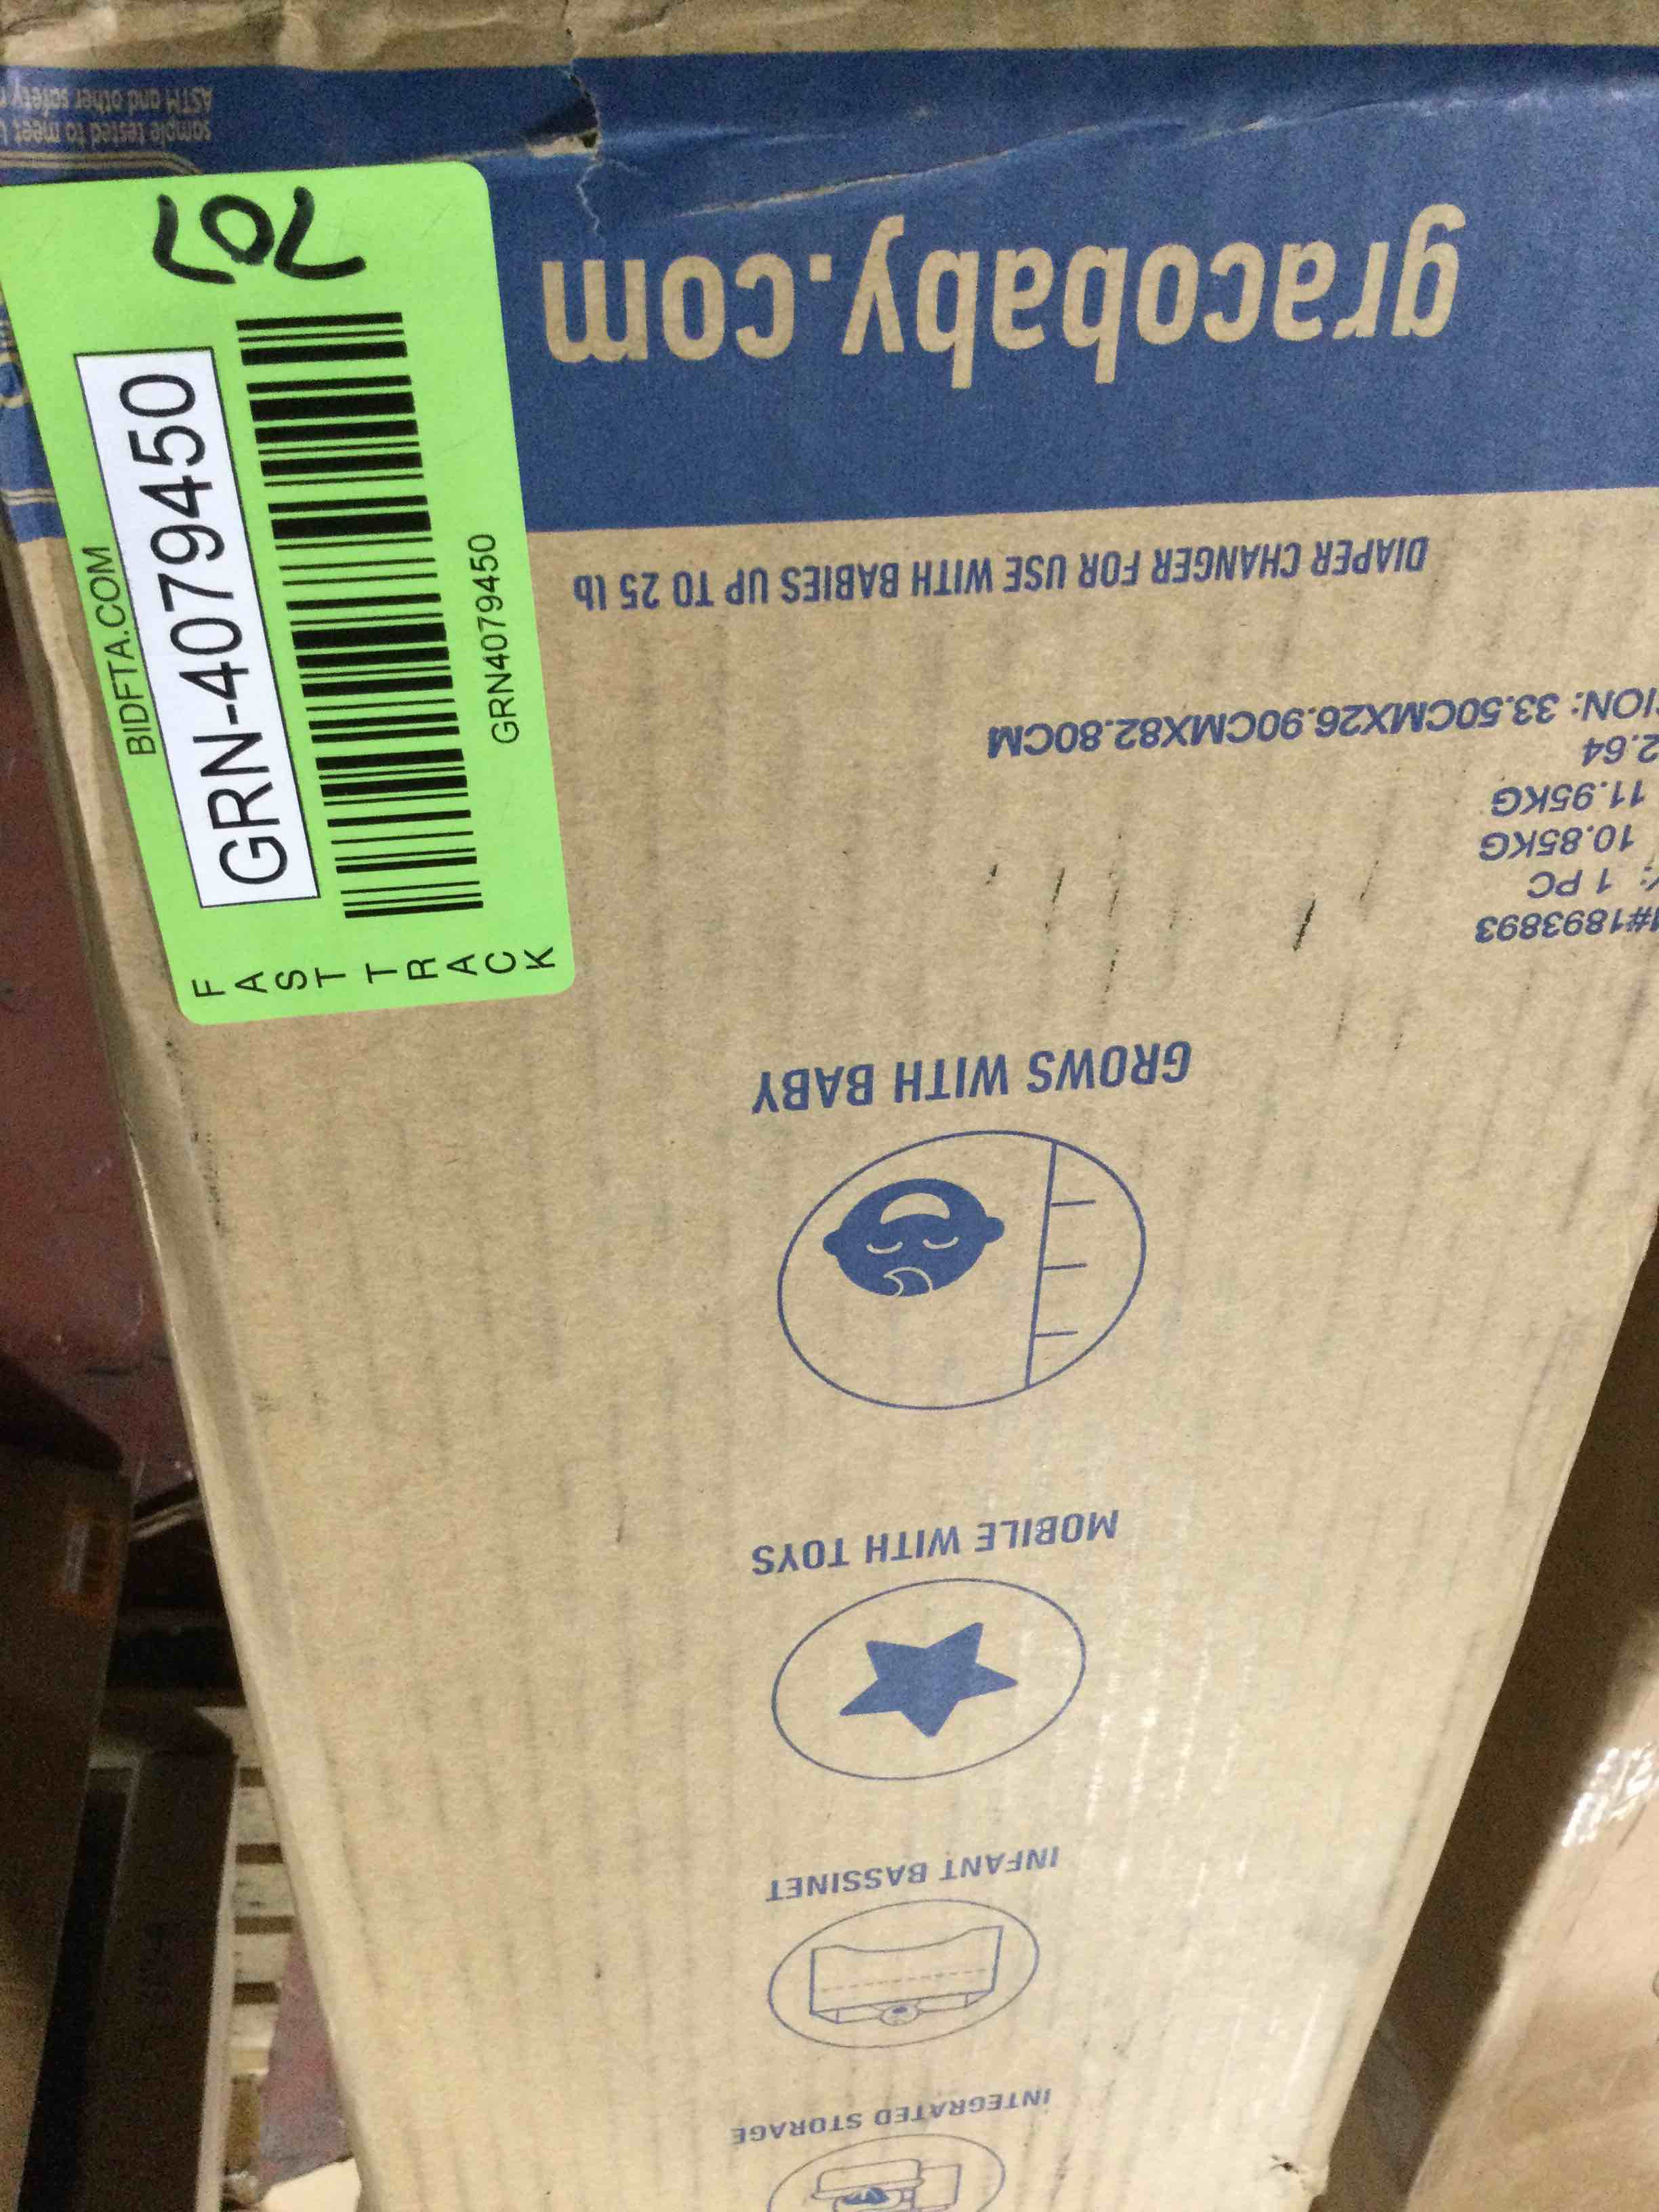 707
BIDFTA.COM
GRN-4079450
GRN4079450
FAST TRACK
sample tested to meet
ASTM and other safety
gracobaby.com
DIAPER CHANGER FOR USE WITH BABIES UP TO 25 lb
ION: 33.50CMX26.90CMX82.80CM
2.64
11.95KG
10.85KG
: 1 PC
#1893893
GROWS WITH BABY
MOBILE WITH TOYS
INFANT BASSINET
INTEGRATED STORAGE